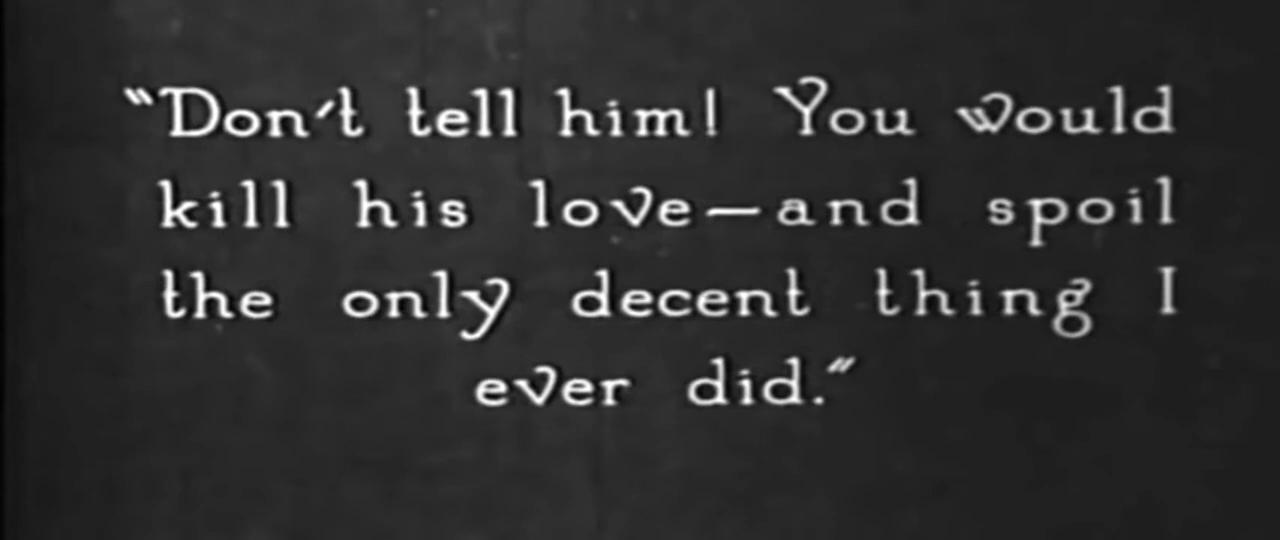 "Don't tell him! You would
kill his love—and spoil
the only decent thing I
ever did."